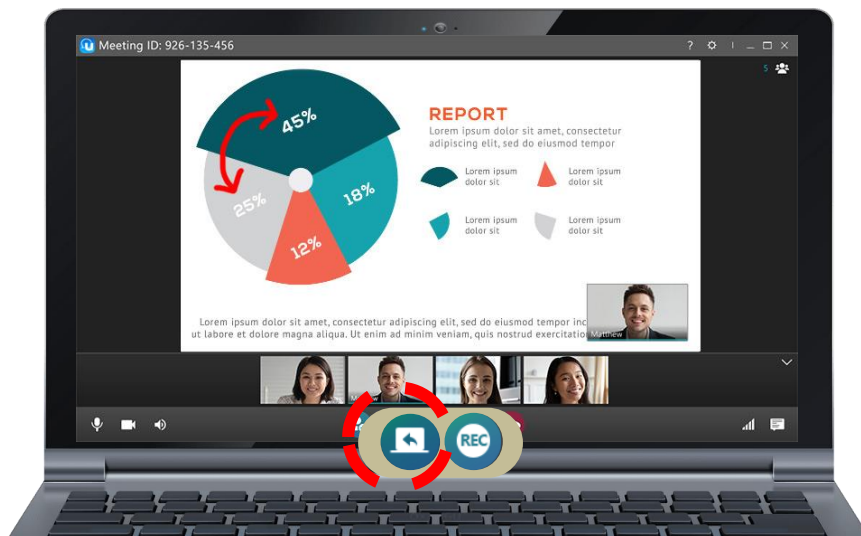 Meeting ID: 926-135-456
?
5
45%
25%
18%
12%
REPORT
Lorem ipsum dolor sit amet, consectetur
adipiscing elit, sed do eiusmod tempor
Lorem ipsum
dolor sit
Lorem ipsum
dolor sit
Lorem ipsum
dolor sit
Lorem ipsum
dolor sit
Lorem ipsum dolor sit amet, consectetur adipiscing elit, sed do eiusmod tempor inc
ut labore et dolore magna aliqua. Ut enim ad minim veniam, quis nostrud exercitatio
Matthew
Matthew
REC